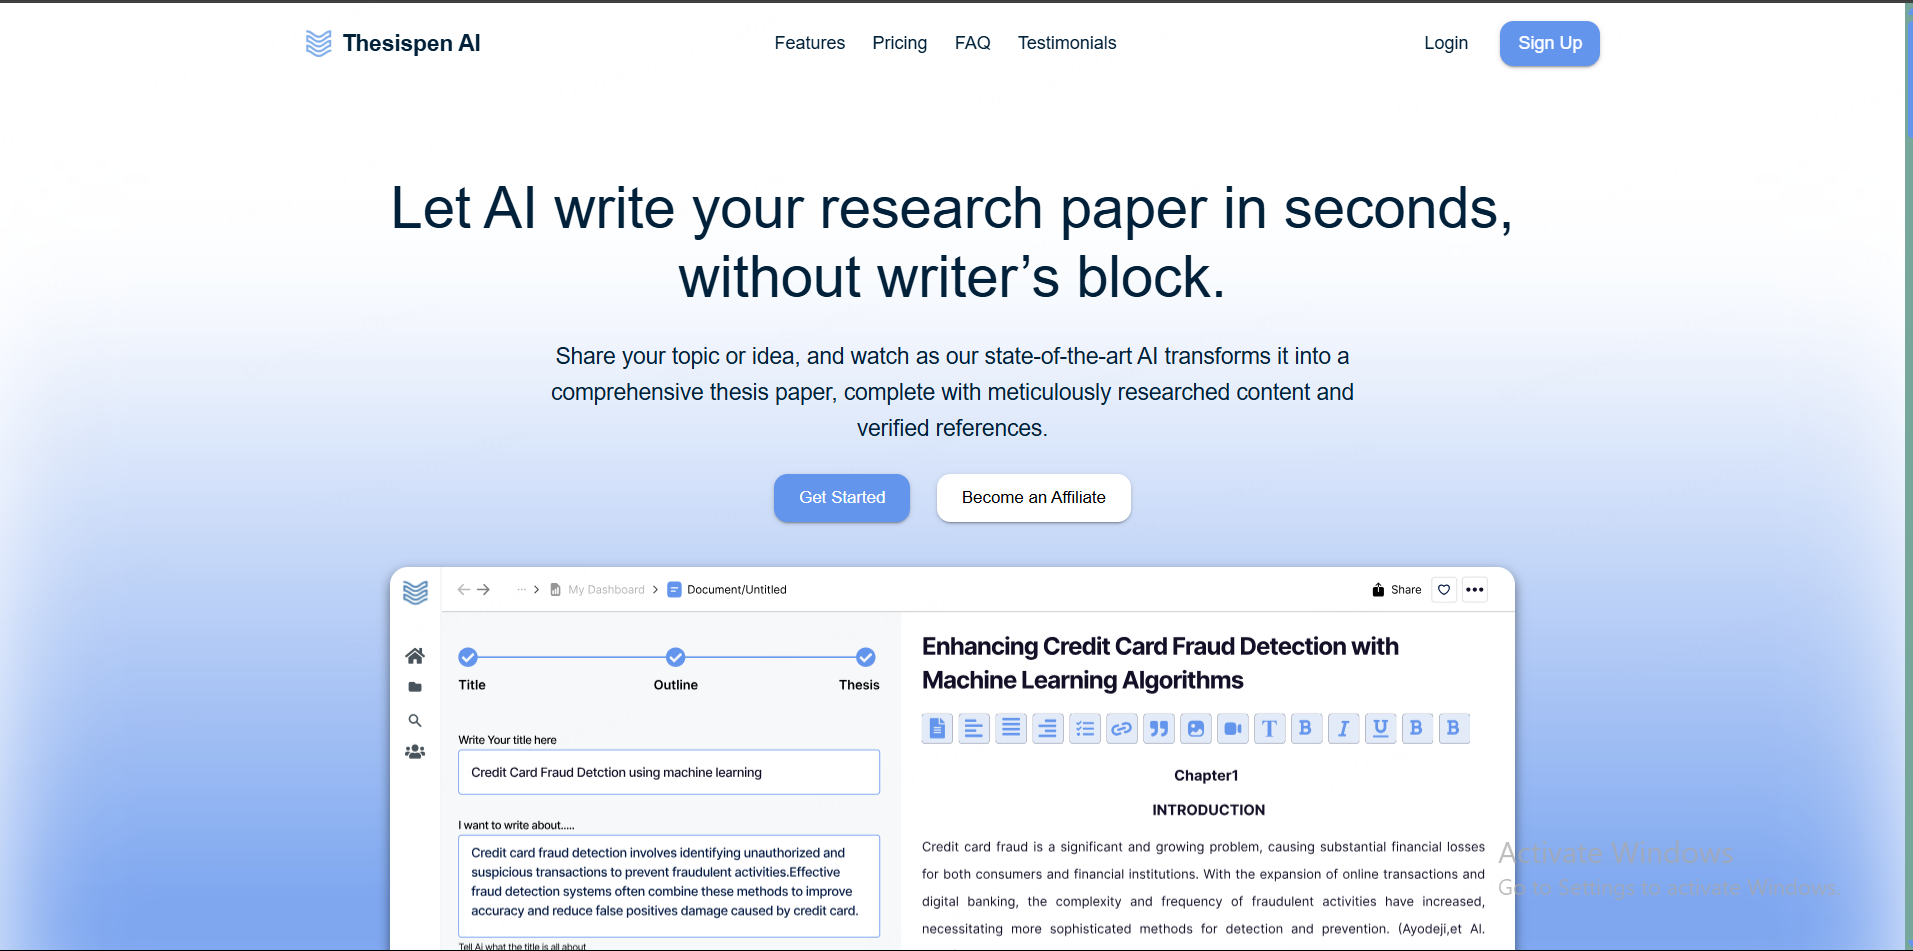 Thesispen AI
Features Pricing FAQ Testimonials
Login Sign Up
Let AI write your research paper in seconds,
without writer’s block.
Share your topic or idea, and watch as our state-of-the-art AI transforms it into a
comprehensive thesis paper, complete with meticulously researched content and
verified references.
Get Started Become an Affiliate
... > My Dashboard > Document/Untitled
Share
Title Outline Thesis
Write Your title here
Credit Card Fraud Detction using machine learning
I want to write about.....
Credit card fraud detection involves identifying unauthorized and
suspicious transactions to prevent fraudulent activities.Effective
fraud detection systems often combine these methods to improve
accuracy and reduce false positives damage caused by credit card.
Tell Ai what the title is all about
Enhancing Credit Card Fraud Detection with
Machine Learning Algorithms
T B I U B B
Chapter1
INTRODUCTION
Credit card fraud is a significant and growing problem, causing substantial financial losses
for both consumers and financial institutions. With the expansion of online transactions and
digital banking, the complexity and frequency of fraudulent activities have increased,
necessitating more sophisticated methods for detection and prevention. (Ayodeji,et Al.
Activate Windows
Go to Settings to activate Windows.